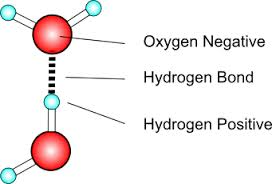 Oxygen Negative
Hydrogen Bond
Hydrogen Positive